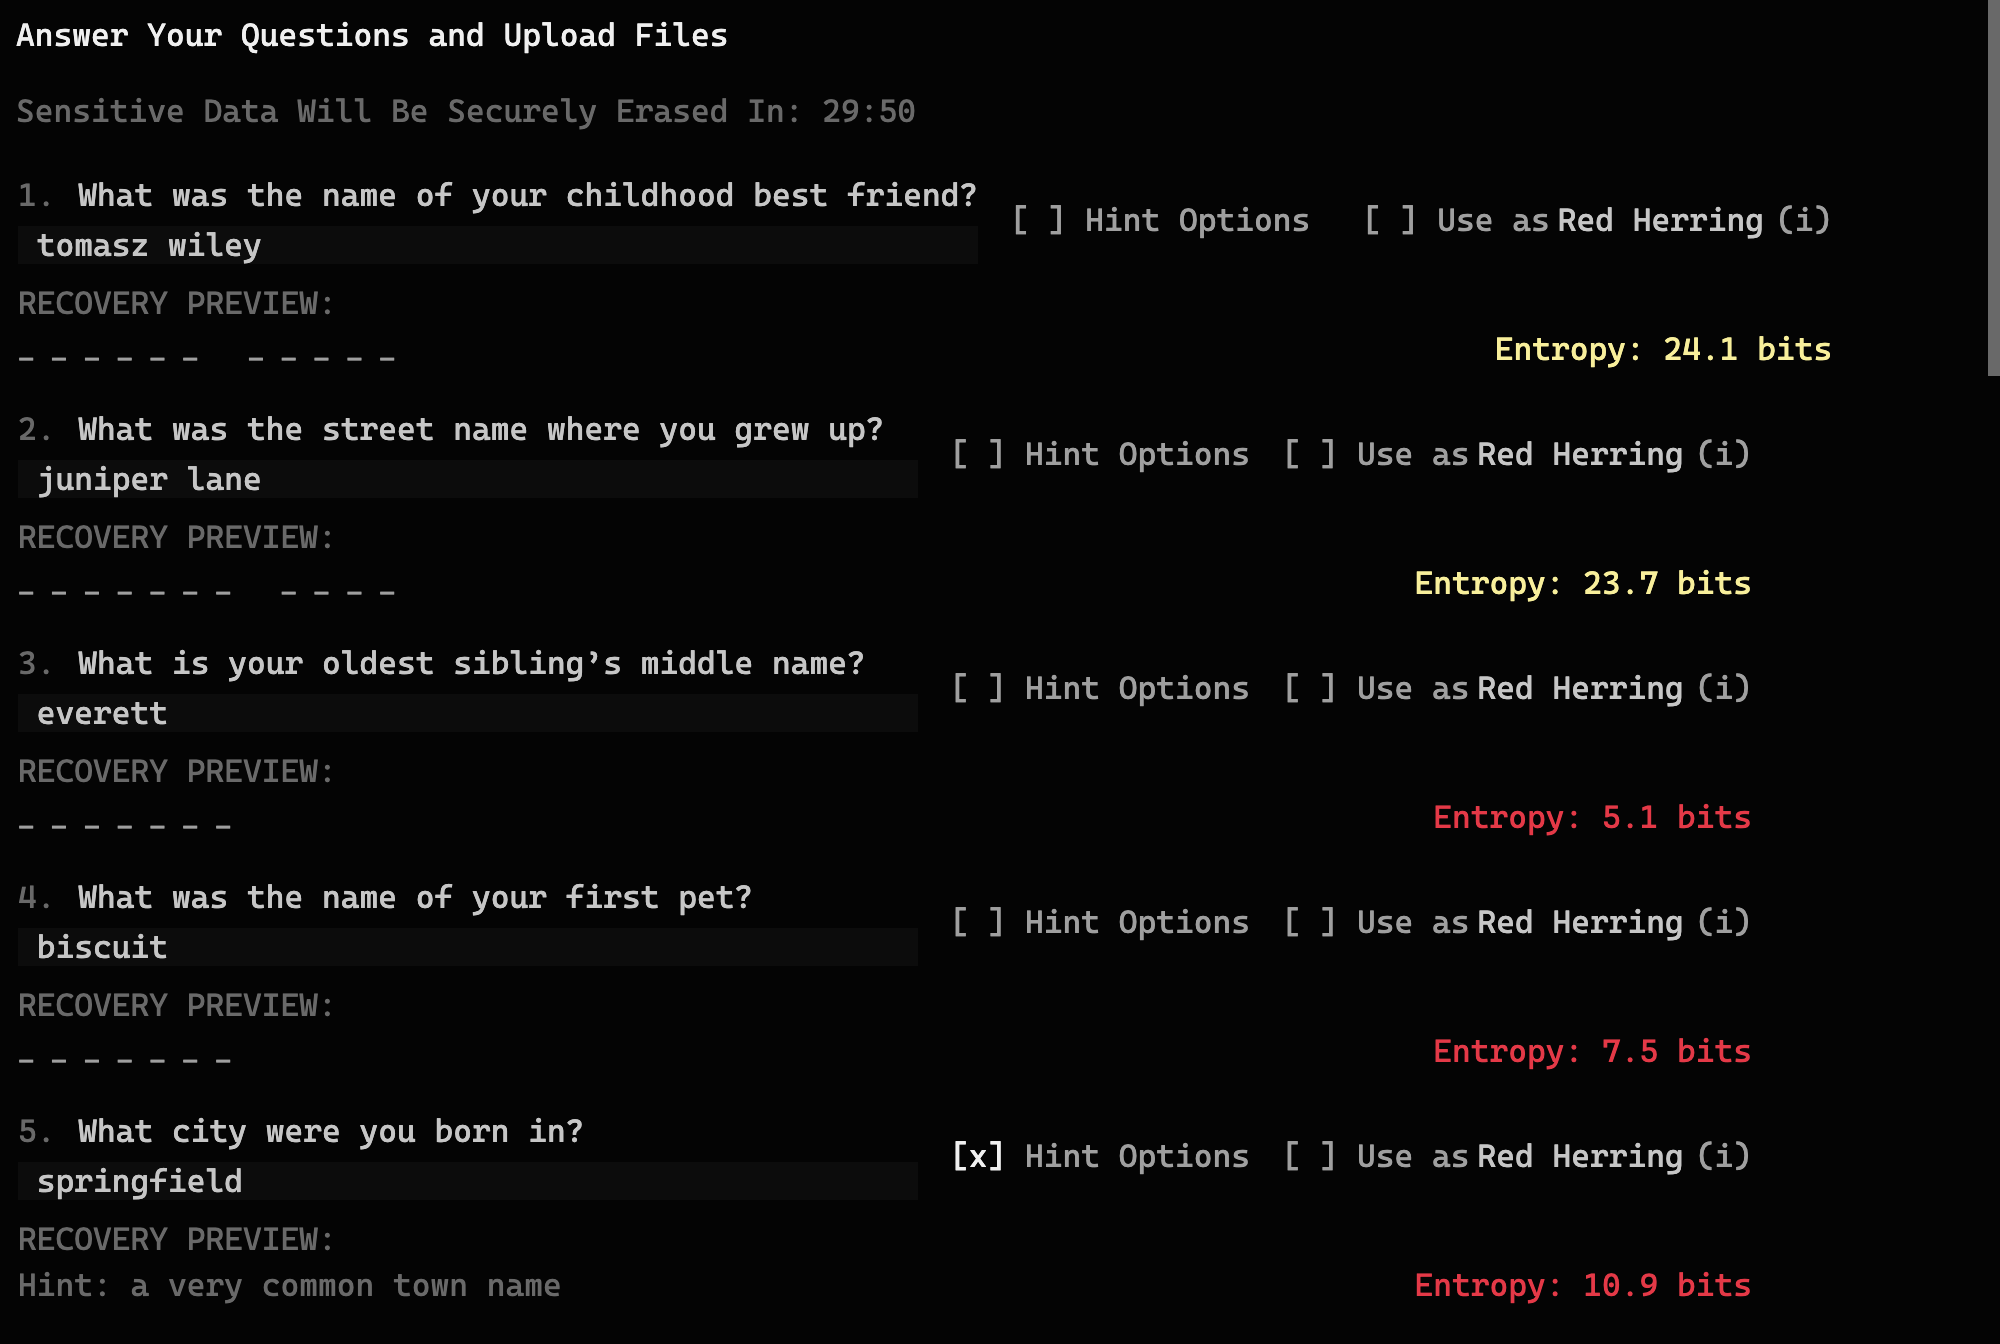 Answer Your Questions and Upload Files
Sensitive Data Will Be Securely Erased In: 29:50
1. What was the name of your childhood best friend?
[ ] Hint Options [ ] Use as Red Herring (i)
tomasz wiley
RECOVERY PREVIEW:
_ _ _ _ _ _  _ _ _ _ _
Entropy: 24.1 bits
2. What was the street name where you grew up?
[ ] Hint Options [ ] Use as Red Herring (i)
juniper lane
RECOVERY PREVIEW:
_ _ _ _ _ _ _  _ _ _ _
Entropy: 23.7 bits
3. What is your oldest sibling’s middle name?
[ ] Hint Options [ ] Use as Red Herring (i)
everett
RECOVERY PREVIEW:
_ _ _ _ _ _ _
Entropy: 5.1 bits
4. What was the name of your first pet?
[ ] Hint Options [ ] Use as Red Herring (i)
biscuit
RECOVERY PREVIEW:
_ _ _ _ _ _ _
Entropy: 7.5 bits
5. What city were you born in?
[x] Hint Options [ ] Use as Red Herring (i)
springfield
RECOVERY PREVIEW:
Hint: a very common town name
Entropy: 10.9 bits